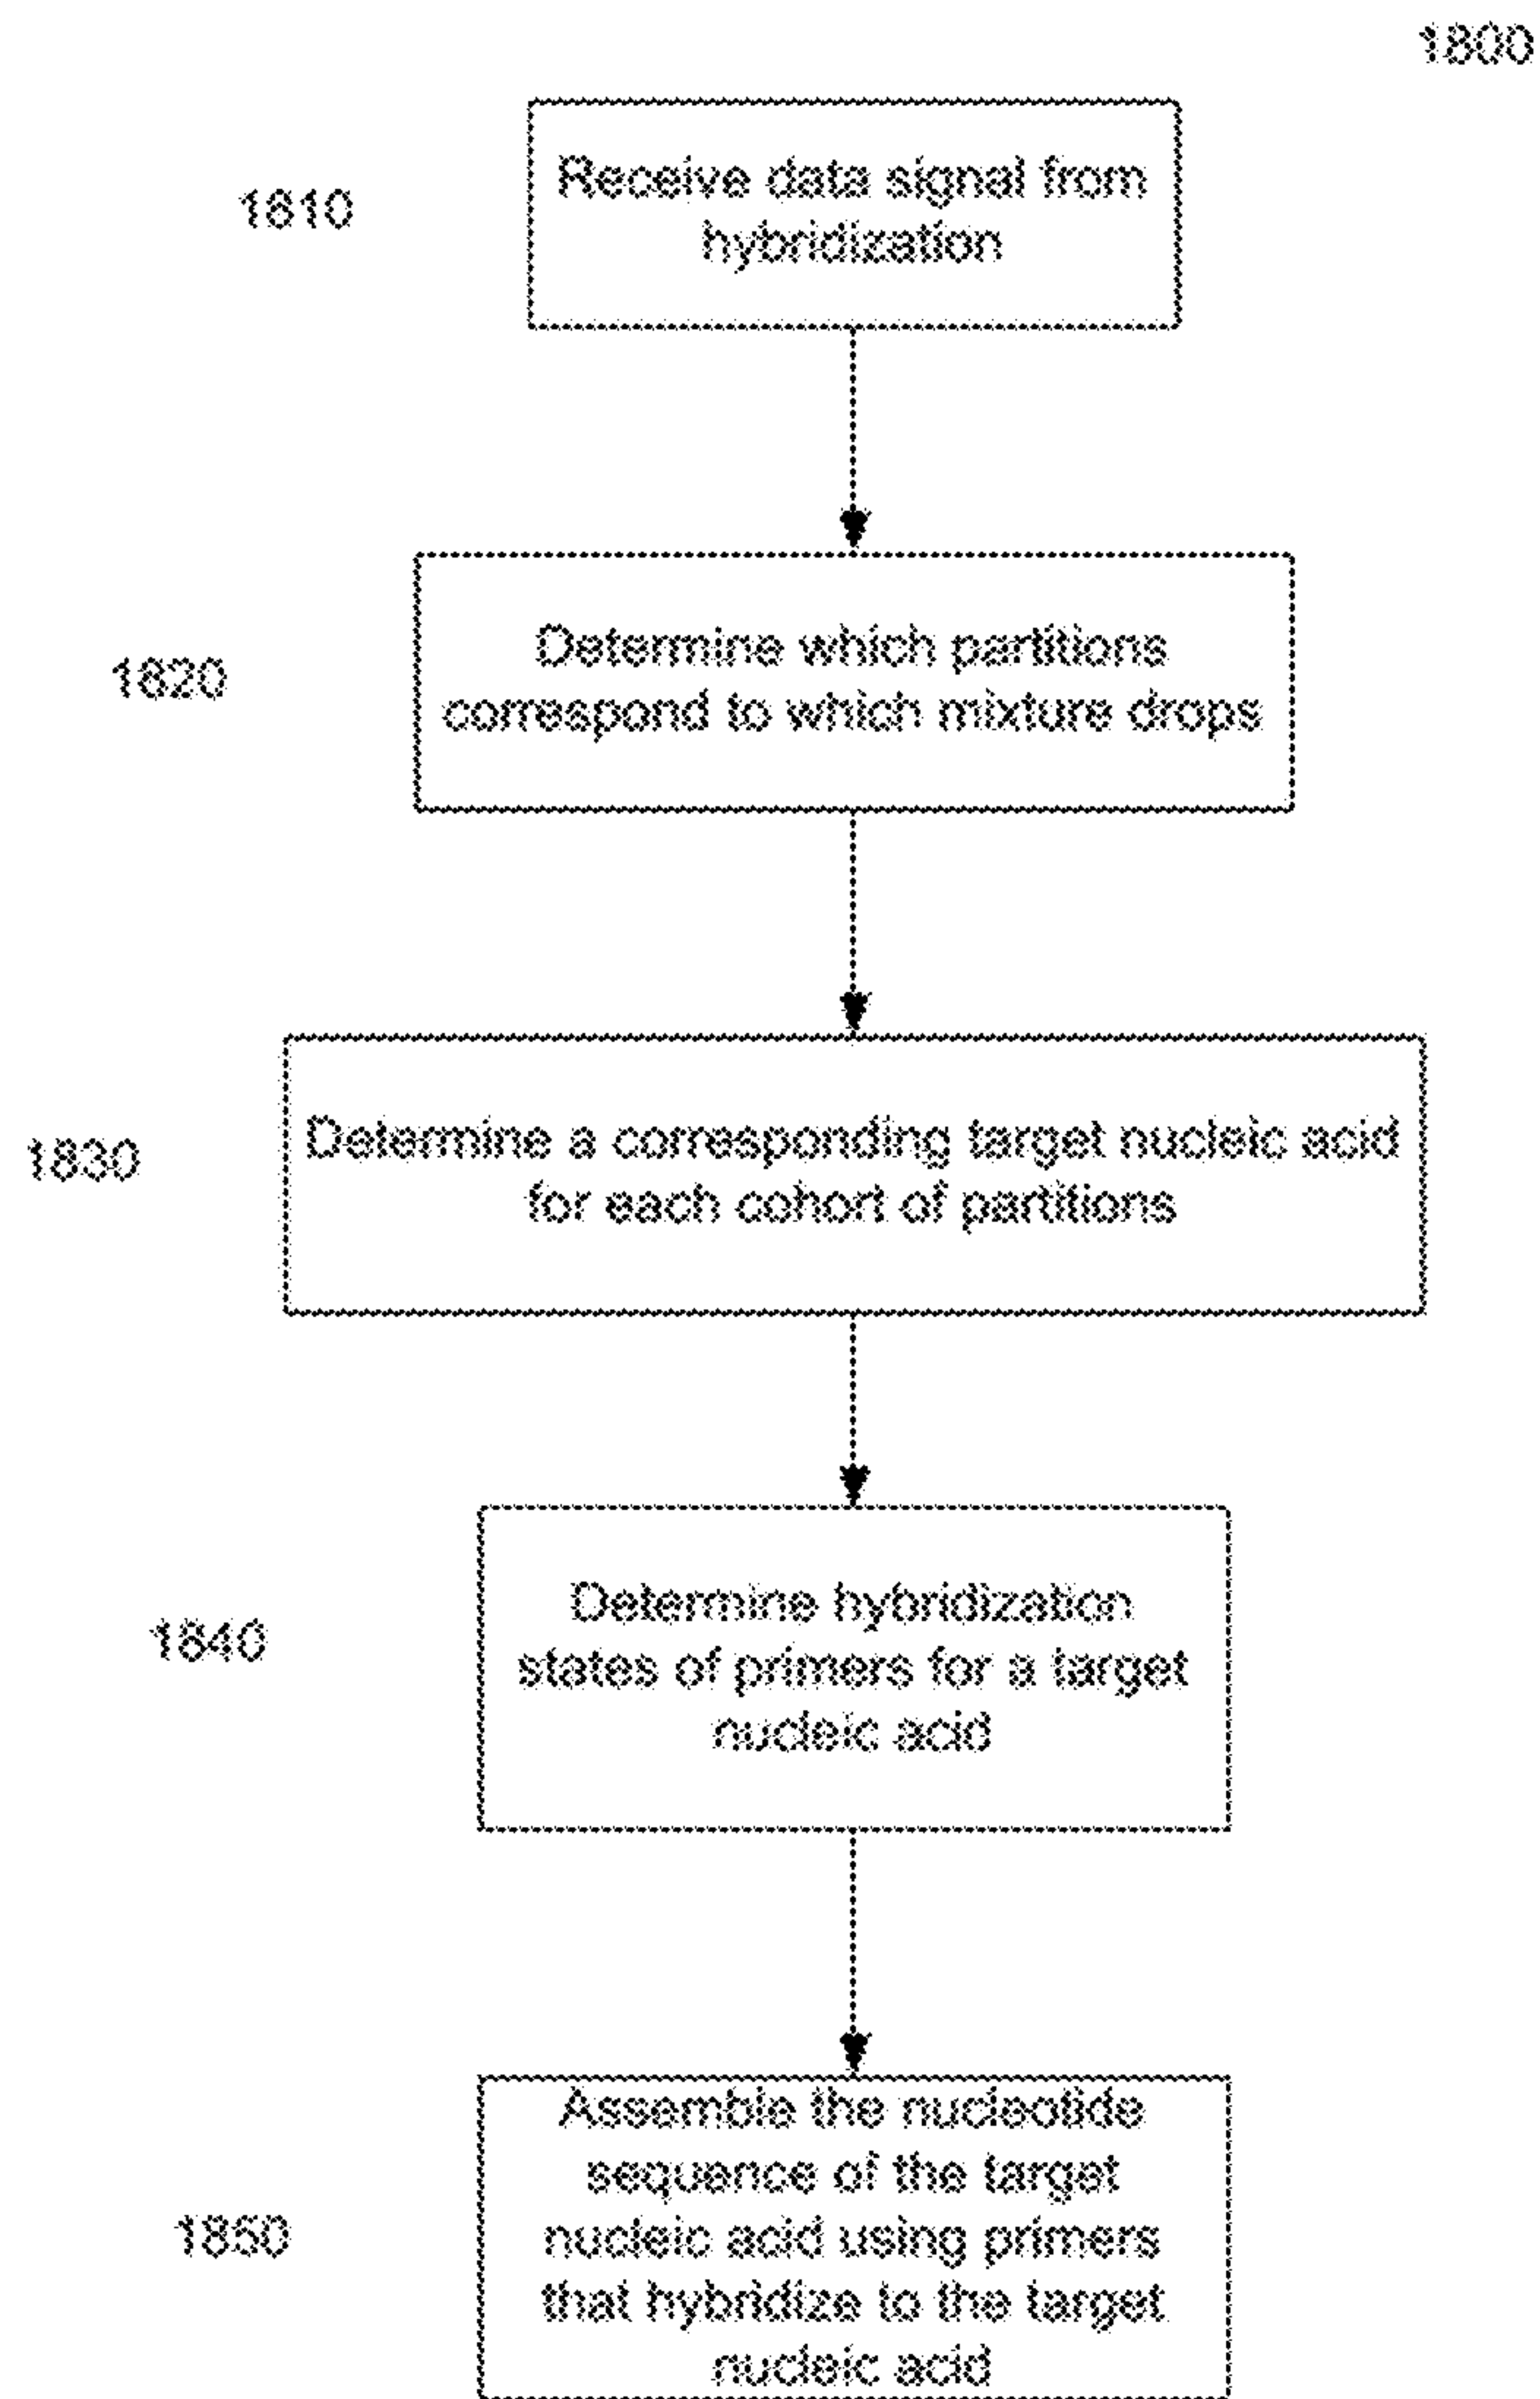 1800
1810
Receive data signal from
hybridization
1820
Determine which partitions
correspond to which mixture drops
1830
Determine a corresponding target nucleic acid
for each cohort of partitions
1840
Determine hybridization
states of primers for a target
nucleic acid
1850
Assemble the nucleotide
sequence of the target
nucleic acid using primers
that hybridize to the target
nucleic acid